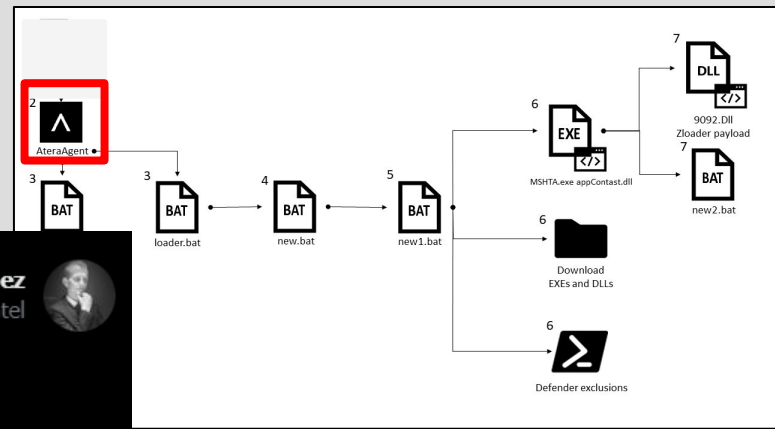 7
DLL
</>
9092.Dll
Zloader payload
2
AteraAgent
6
EXE
</>
MSHTA.exe appContast.dll
7
BAT
new2.bat
3
BAT
3
BAT
loader.bat
4
BAT
new.bat
5
BAT
new1.bat
6
Download
EXEs and DLLs
ez
tel
6
Defender exclusions